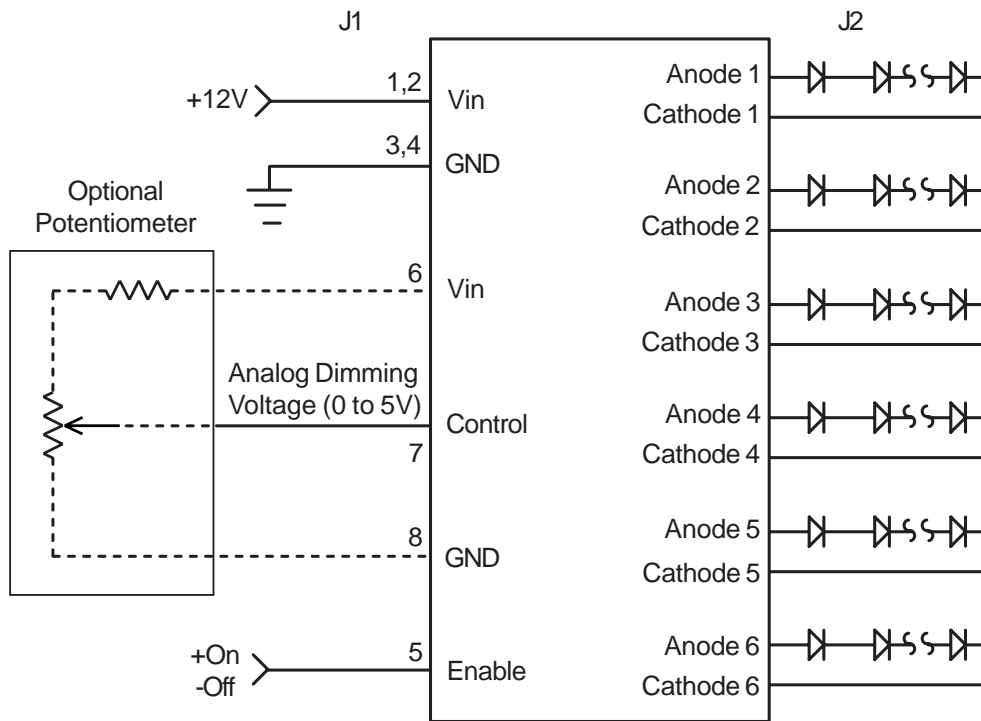 J1
J2
+12V
1,2
Vin
3,4
GND
Optional
Potentiometer
6
Vin
Analog Dimming
Voltage (0 to 5V)
Control
7
8
GND
+On
-Off
5
Enable
Anode 1
Cathode 1
Anode 2
Cathode 2
Anode 3
Cathode 3
Anode 4
Cathode 4
Anode 5
Cathode 5
Anode 6
Cathode 6